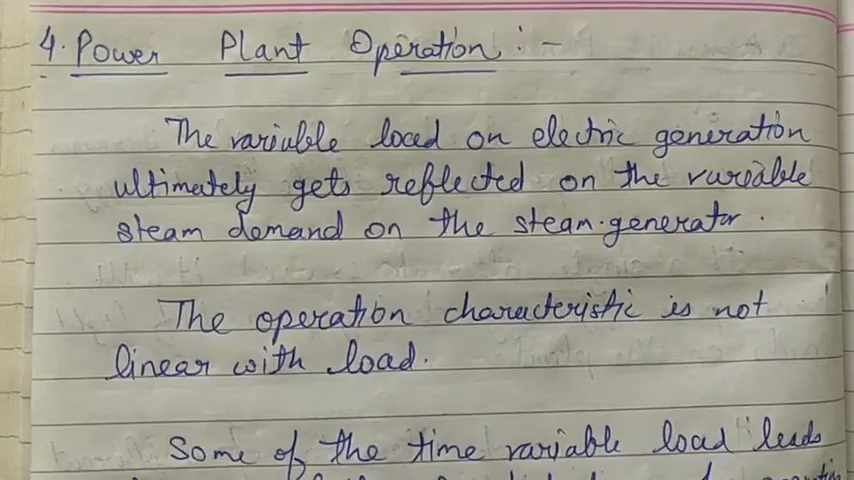 4. Power Plant Operation : -
The variable load on electric generation
ultimately gets reflected on the variable
steam demand on the steam-generator.
The operation characteristic is not
linear with load.
Some of the time variable load leads